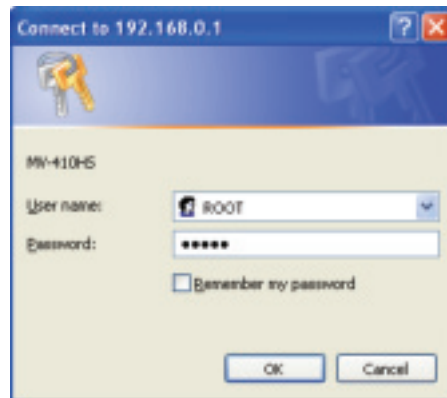 Connect to 192.168.0.1
MV-410HS
User name:
ROOT
Password:
•••••
Remember my password
OK
Cancel